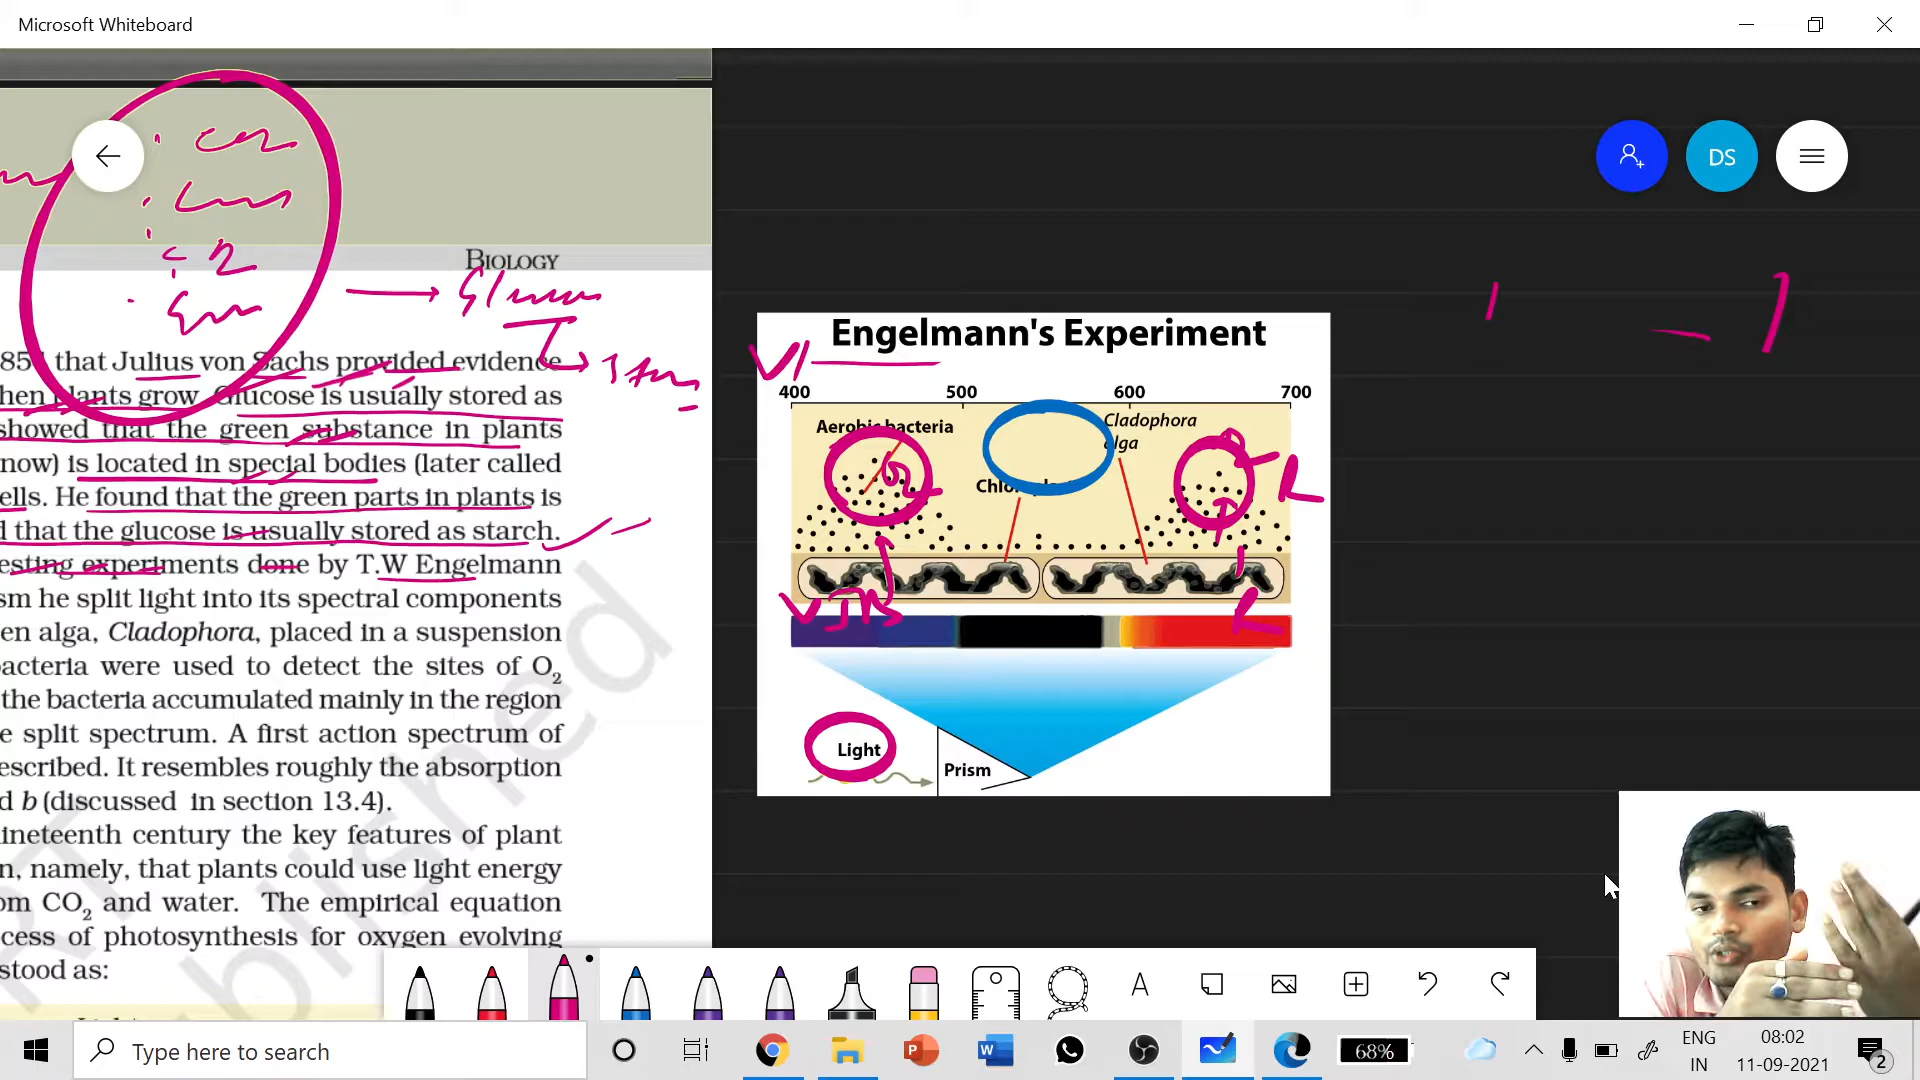 Microsoft Whiteboard
DS
BIOLOGY
85 that Julius von Sachs provided evidence
hen plants grow. Glucose is usually stored as
showed that the green substance in plants
now) is located in special bodies (later called
ells. He found that the green parts in plants is
d that the glucose is usually stored as starch.
esting experiments done by T.W Engelmann
sm he split light into its spectral components
en alga, Cladophora, placed in a suspension
bacteria were used to detect the sites of O2
the bacteria accumulated mainly in the region
e split spectrum. A first action spectrum of
escribed. It resembles roughly the absorption
d b (discussed in section 13.4).
nineteenth century the key features of plant
n, namely, that plants could use light energy
om CO2 and water. The empirical equation
cess of photosynthesis for oxygen evolving
stood as:
Engelmann's Experiment
400 500 600 700
Aerobic bacteria
Cladophora
alga
Light
Prism
R
A
Type here to search
68%
ENG
IN
08:02
11-09-2021
2